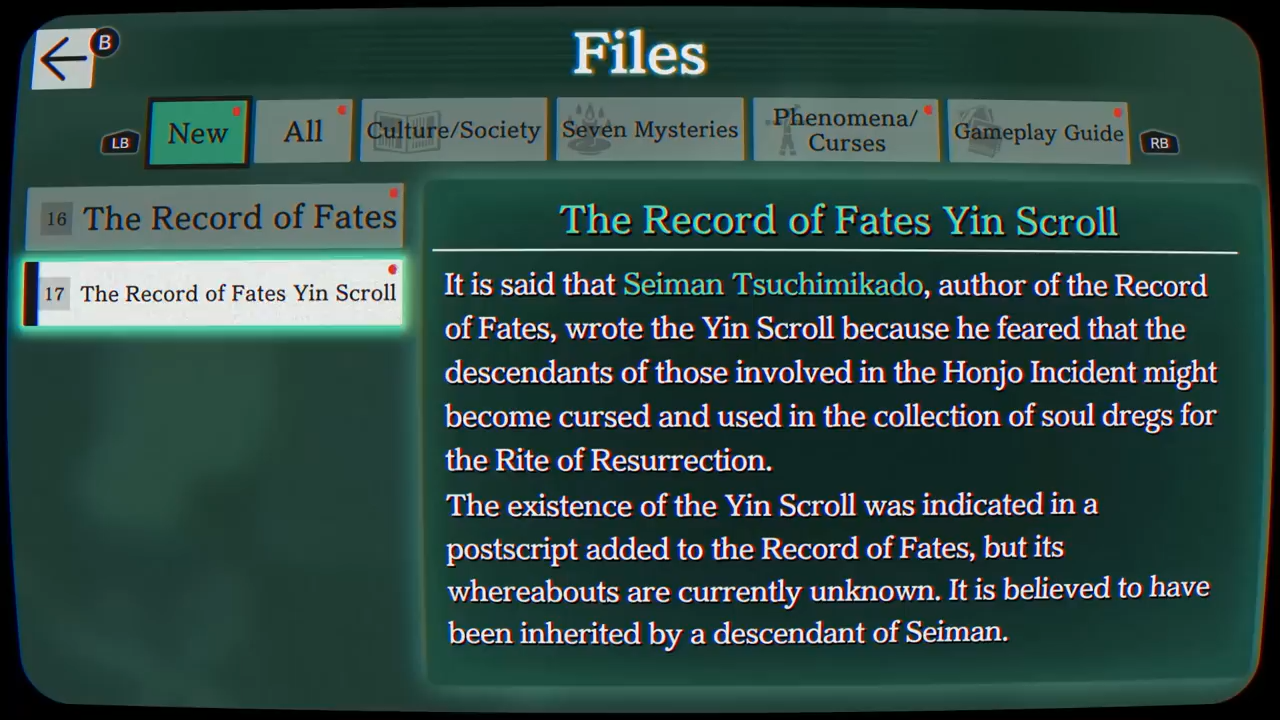 B
Files
LB
New
All
Culture/Society
Seven Mysteries
Phenomena/
Curses
Gameplay Guide
RB
16 The Record of Fates
17 The Record of Fates Yin Scroll
The Record of Fates Yin Scroll
It is said that Seiman Tsuchimikado, author of the Record
of Fates, wrote the Yin Scroll because he feared that the
descendants of those involved in the Honjo Incident might
become cursed and used in the collection of soul dregs for
the Rite of Resurrection.
The existence of the Yin Scroll was indicated in a
postscript added to the Record of Fates, but its
whereabouts are currently unknown. It is believed to have
been inherited by a descendant of Seiman.